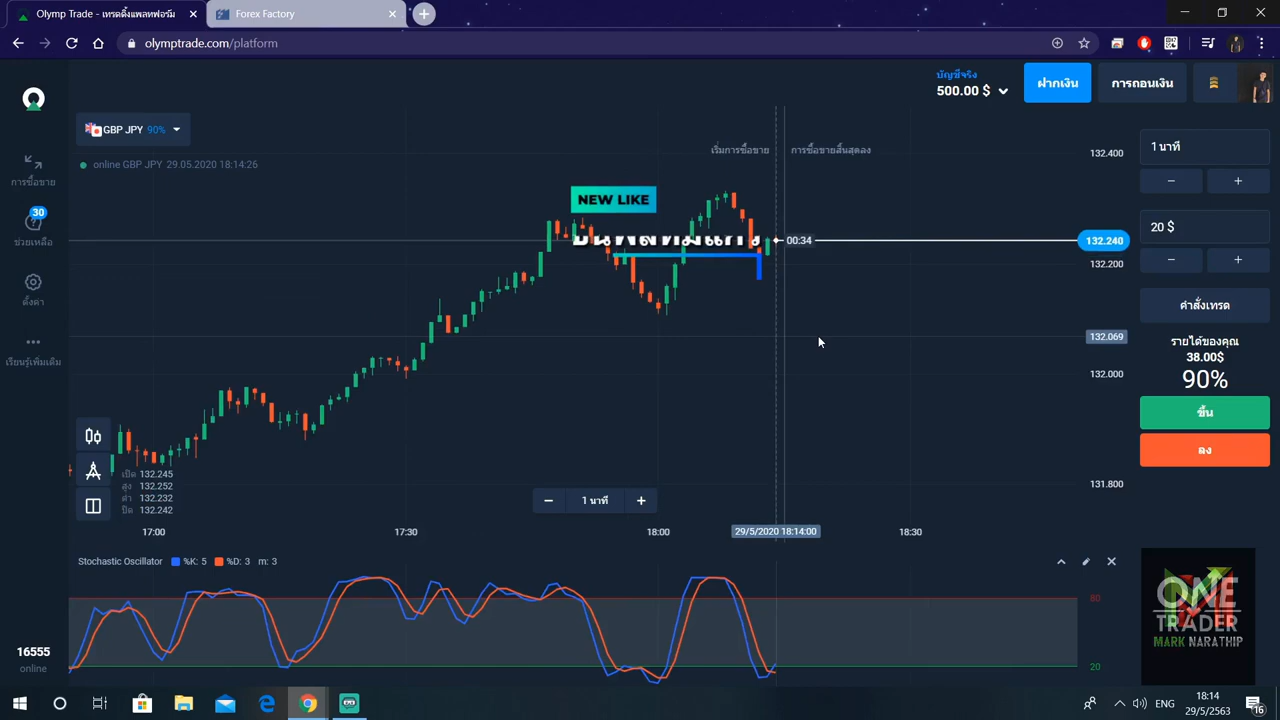 Olymp Trade - เทรดดิ้งแพลทฟอร์ม
Forex Factory
olymptrade.com/platform
บัญชีจริง
500.00 $
ฝากเงิน
การถอนเงิน
GBP JPY 90%
online GBP JPY 29.05.2020 18:14:26
เริ่มการซื้อขาย
การซื้อขายสิ้นสุดลง
132.400
NEW LIKE
00:34
132.240
132.200
132.069
132.000
131.800
การซื้อขาย
30
ช่วยเหลือ
ตั้งค่า
เรียนรู้เพิ่มเติม
1 นาที
20 $
คำสั่งเทรด
รายได้ของคุณ
38.00$
90%
ขึ้น
ลง
เปิด 132.245
สูง 132.252
ต่ำ 132.232
ปิด 132.242
1 นาที
17:00
17:30
18:00
29/5/2020 18:14:00
18:30
Stochastic Oscillator %K: 5 %D: 3 m: 3
80
20
16555
online
ONE
TRADER
MARK NARATHIP
ENG
18:14
29/5/2563
16